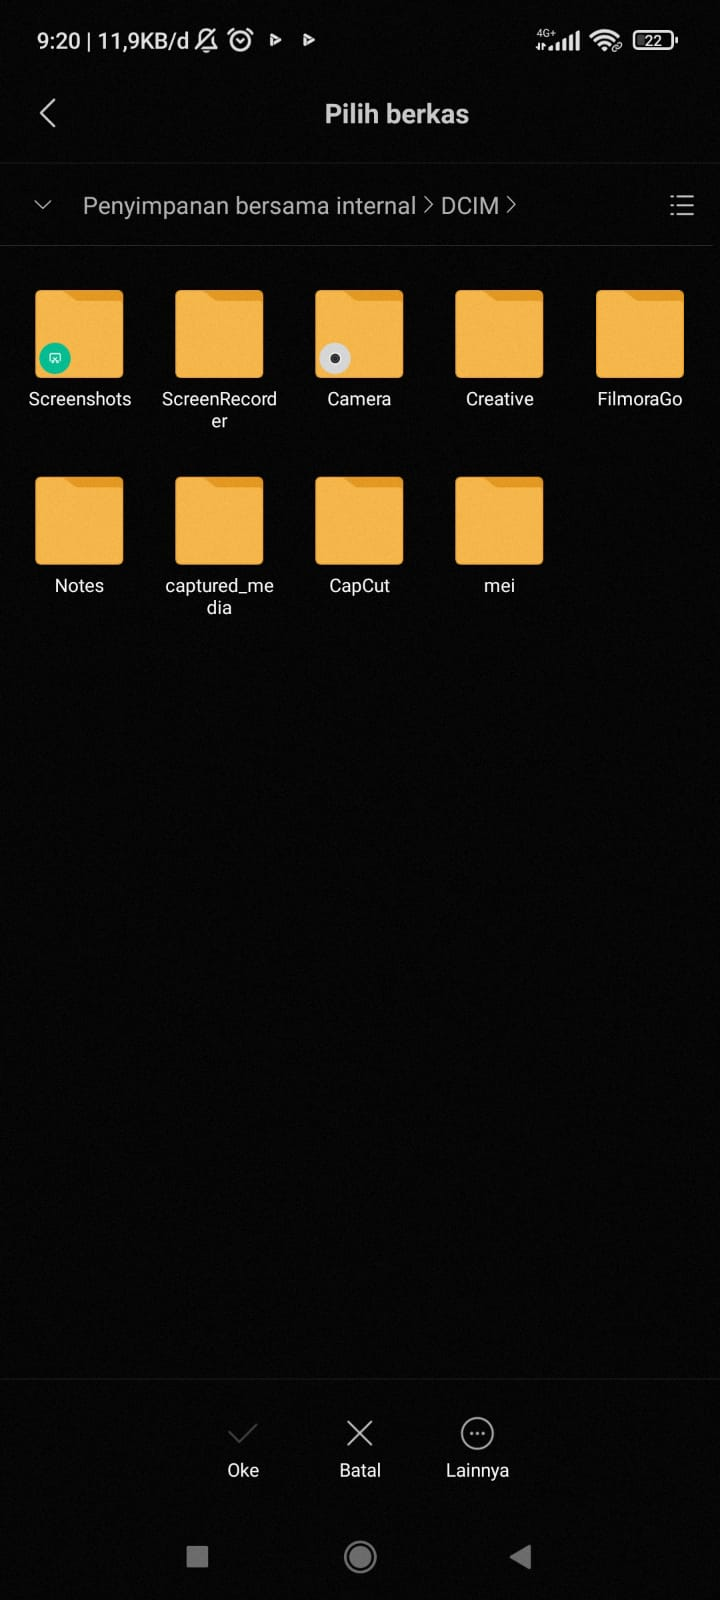 9:20 | 11,9KB/d 4G+ 22
Pilih berkas
Penyimpanan bersama internal > DCIM >
Screenshots ScreenRecord Camera Creative FilmoraGo
er
Notes captured_me CapCut mei
dia
Oke Batal Lainnya